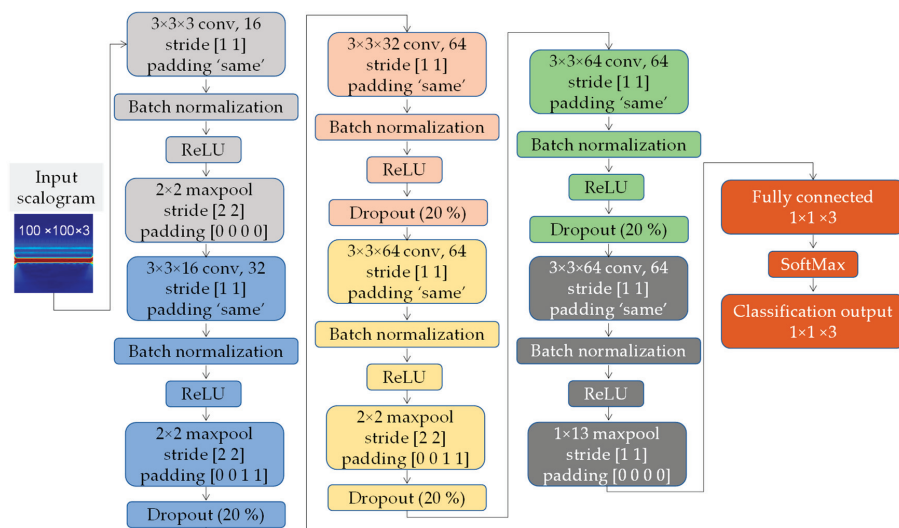 Input
scalogram
100 ×100×3
3×3×3 conv, 16
stride [1 1]
padding ‘same’
Batch normalization
ReLU
2×2 maxpool
stride [2 2]
padding [0 0 0 0]
3×3×16 conv, 32
stride [1 1]
padding ‘same’
Batch normalization
ReLU
2×2 maxpool
stride [2 2]
padding [0 0 1 1]
Dropout (20 %)
3×3×32 conv, 64
stride [1 1]
padding ‘same’
Batch normalization
ReLU
Dropout (20 %)
3×3×64 conv, 64
stride [1 1]
padding ‘same’
Batch normalization
ReLU
2×2 maxpool
stride [2 2]
padding [0 0 1 1]
Dropout (20 %)
3×3×64 conv, 64
stride [1 1]
padding ‘same’
Batch normalization
ReLU
Dropout (20 %)
3×3×64 conv, 64
stride [1 1]
padding ‘same’
Batch normalization
ReLU
1×13 maxpool
stride [1 1]
padding [0 0 0 0]
Fully connected
1×1 ×3
SoftMax
Classification output
1×1 ×3